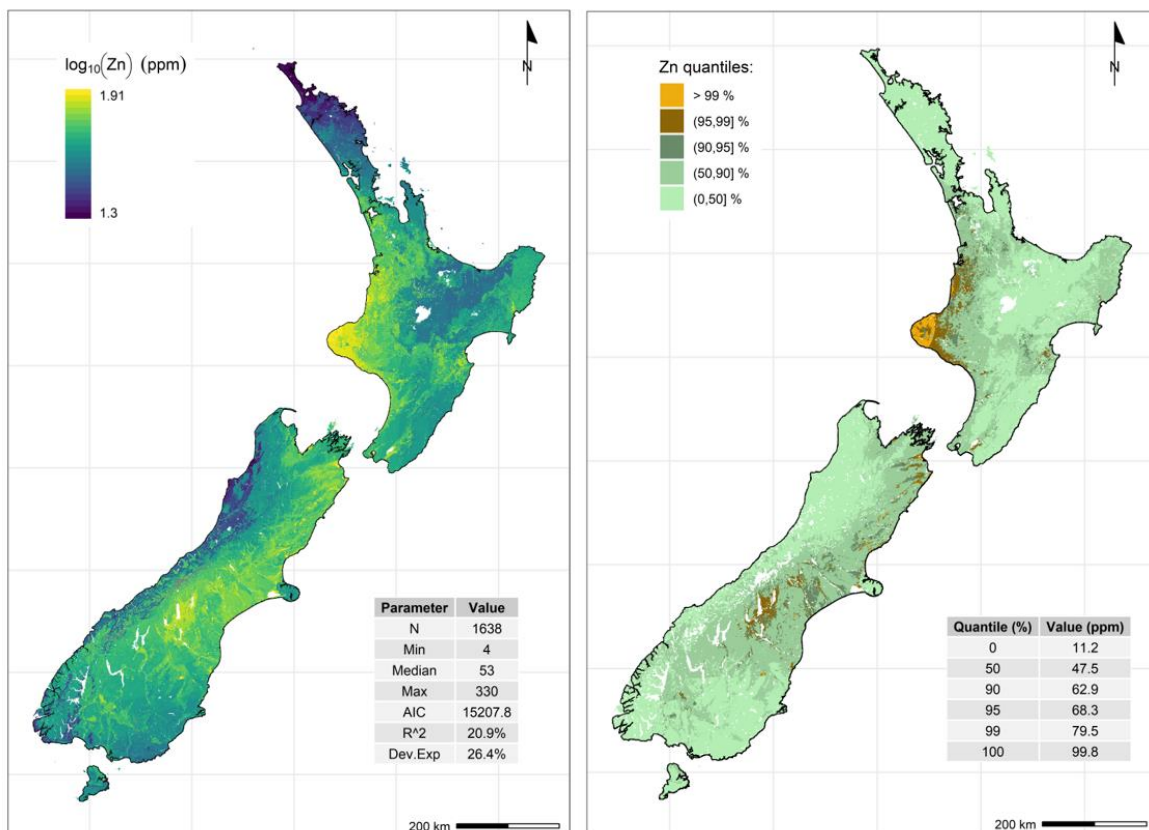 log₁₀(Zn) (ppm)
1.91
1.3
N
Parameter Value
N 1638
Min 4
Median 53
Max 330
AIC 15207.8
R^2 20.9%
Dev.Exp 26.4%
200 km
Zn quantiles:
> 99 %
(95,99] %
(90,95] %
(50,90] %
(0,50] %
N
Quantile (%) Value (ppm)
0 11.2
50 47.5
90 62.9
95 68.3
99 79.5
100 99.8
200 km